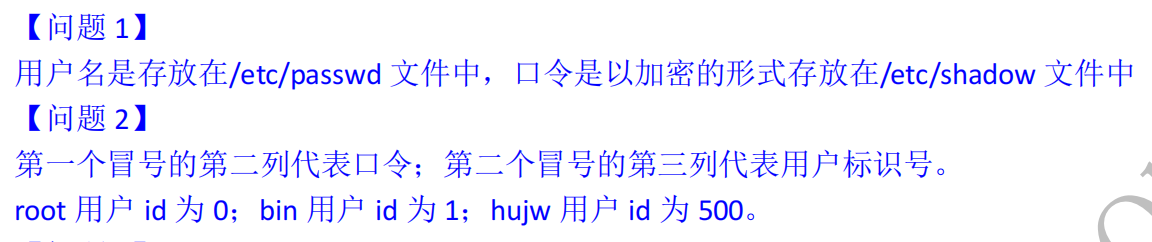 【问题 1】
用户名是存放在/etc/passwd 文件中，口令是以加密的形式存放在/etc/shadow 文件中
【问题 2】
第一个冒号的第二列代表口令；第二个冒号的第三列代表用户标识号。
root 用户 id 为 0；bin 用户 id 为 1；hujw 用户 id 为 500。